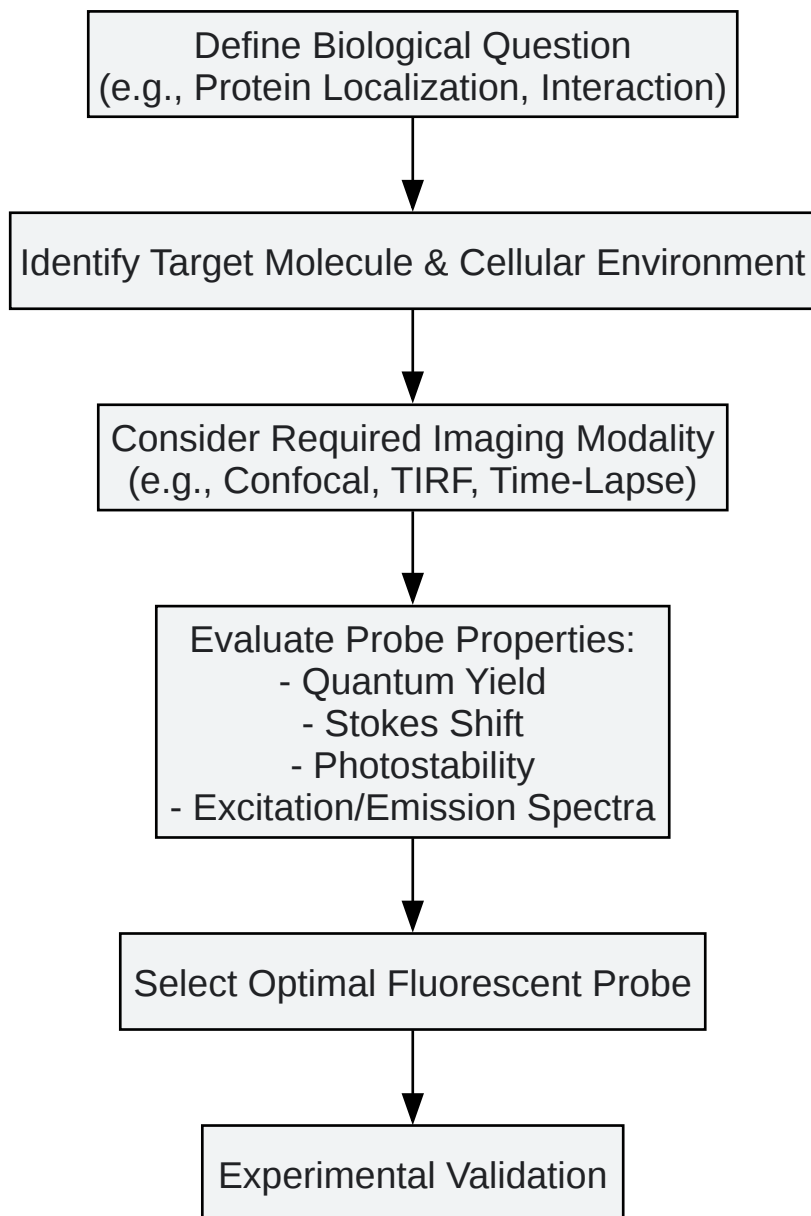 Define Biological Question
(e.g., Protein Localization, Interaction)
Identify Target Molecule & Cellular Environment
Consider Required Imaging Modality
(e.g., Confocal, TIRF, Time-Lapse)
Evaluate Probe Properties:
- Quantum Yield
- Stokes Shift
- Photostability
- Excitation/Emission Spectra
Select Optimal Fluorescent Probe
Experimental Validation